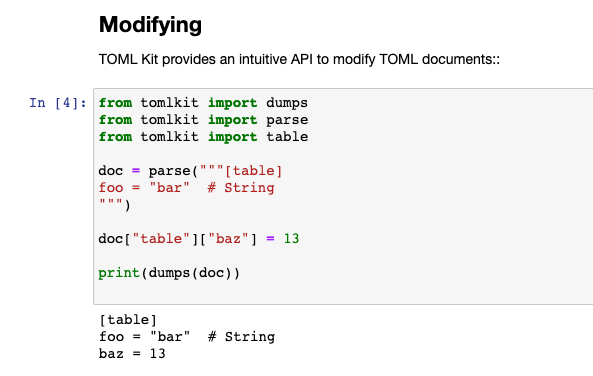 Modifying
TOML Kit provides an intuitive API to modify TOML documents::
In [4]: from tomlkit import dumps
from tomlkit import parse
from tomlkit import table
doc = parse("""[table]
foo = "bar"  # String
""")
doc["table"]["baz"] = 13
print(dumps(doc))
[table]
foo = "bar"  # String
baz = 13